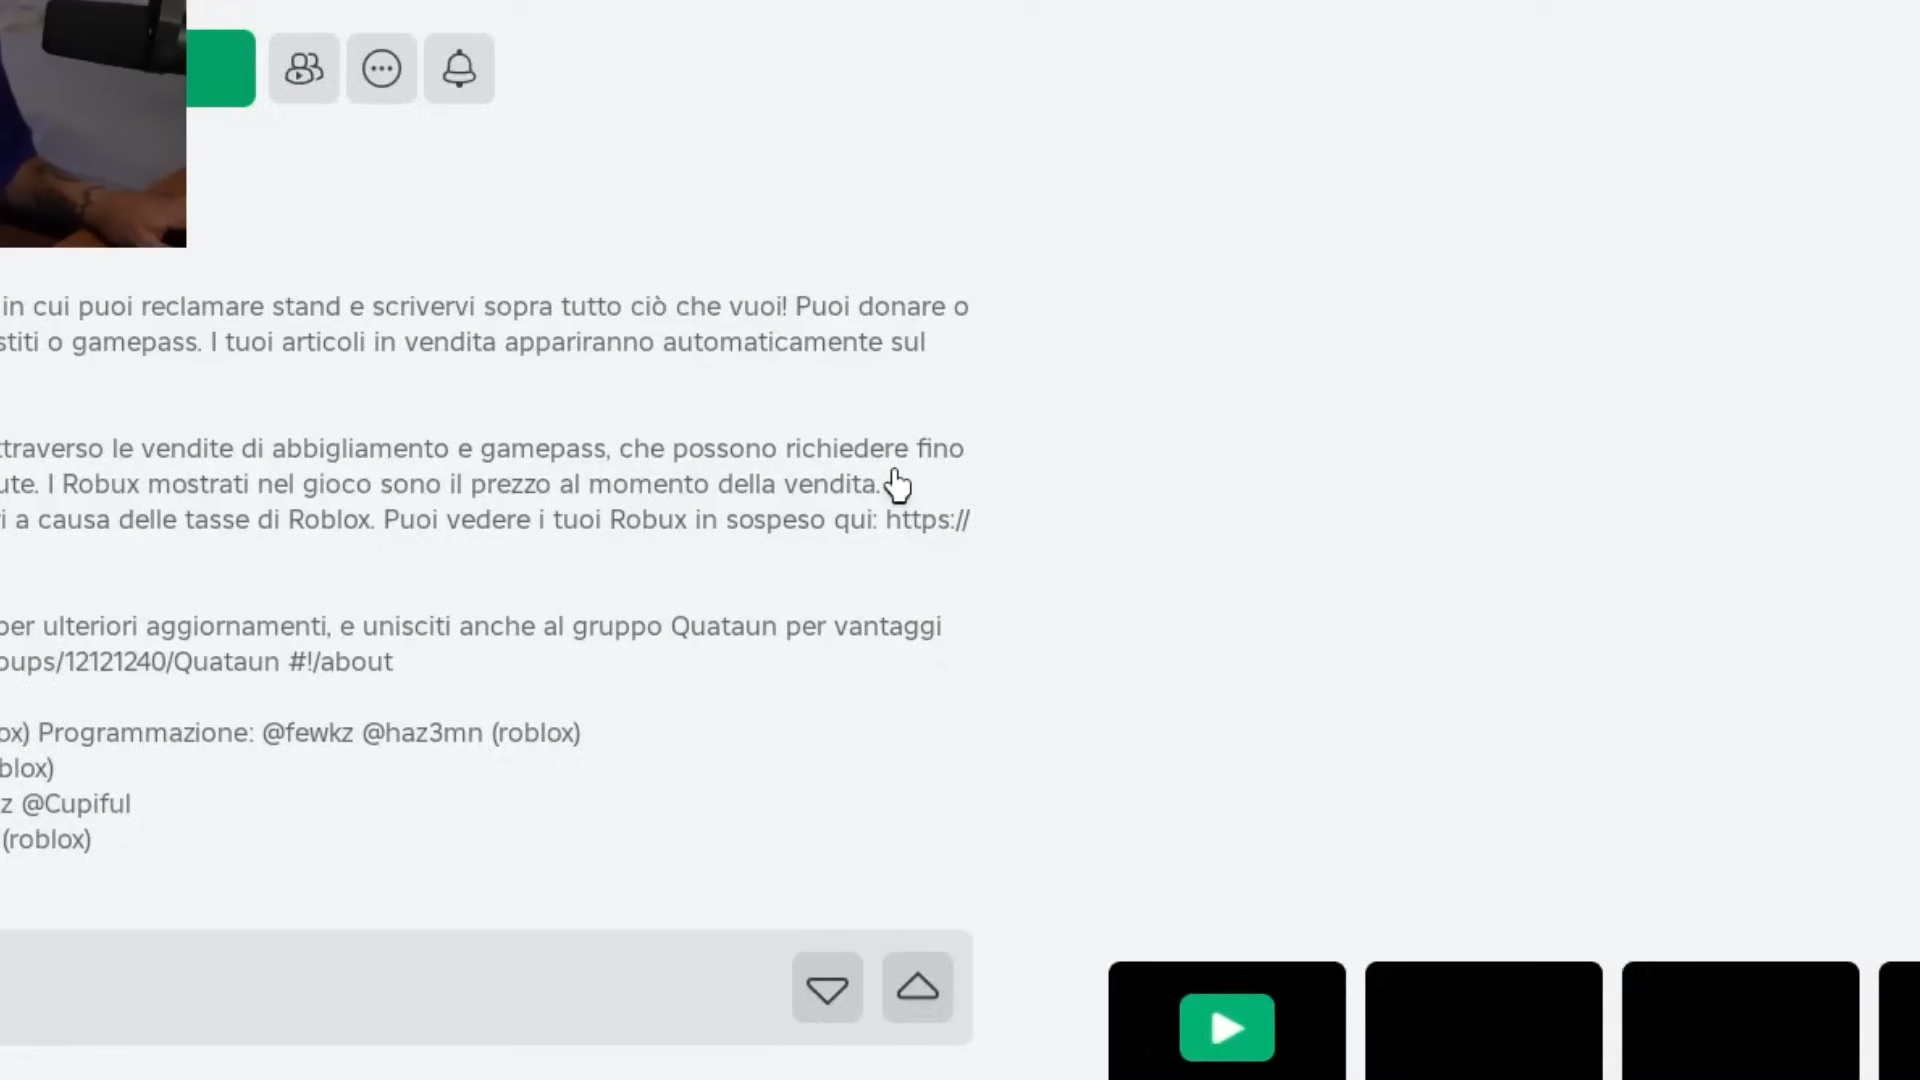 in cui puoi reclamare stand e scrivervi sopra tutto ciò che vuoi! Puoi donare o
stiti o gamepass. I tuoi articoli in vendita appariranno automaticamente sul
ttraverso le vendite di abbigliamento e gamepass, che possono richiedere fino
ute. I Robux mostrati nel gioco sono il prezzo al momento della vendita.
i a causa delle tasse di Roblox. Puoi vedere i tuoi Robux in sospeso qui: https://
per ulteriori aggiornamenti, e unisciti anche al gruppo Quataun per vantaggi
oups/12121240/Quataun #!/about
ox) Programmazione: @fewkz @haz3mn (roblox)
blox)
z @Cupiful
(roblox)